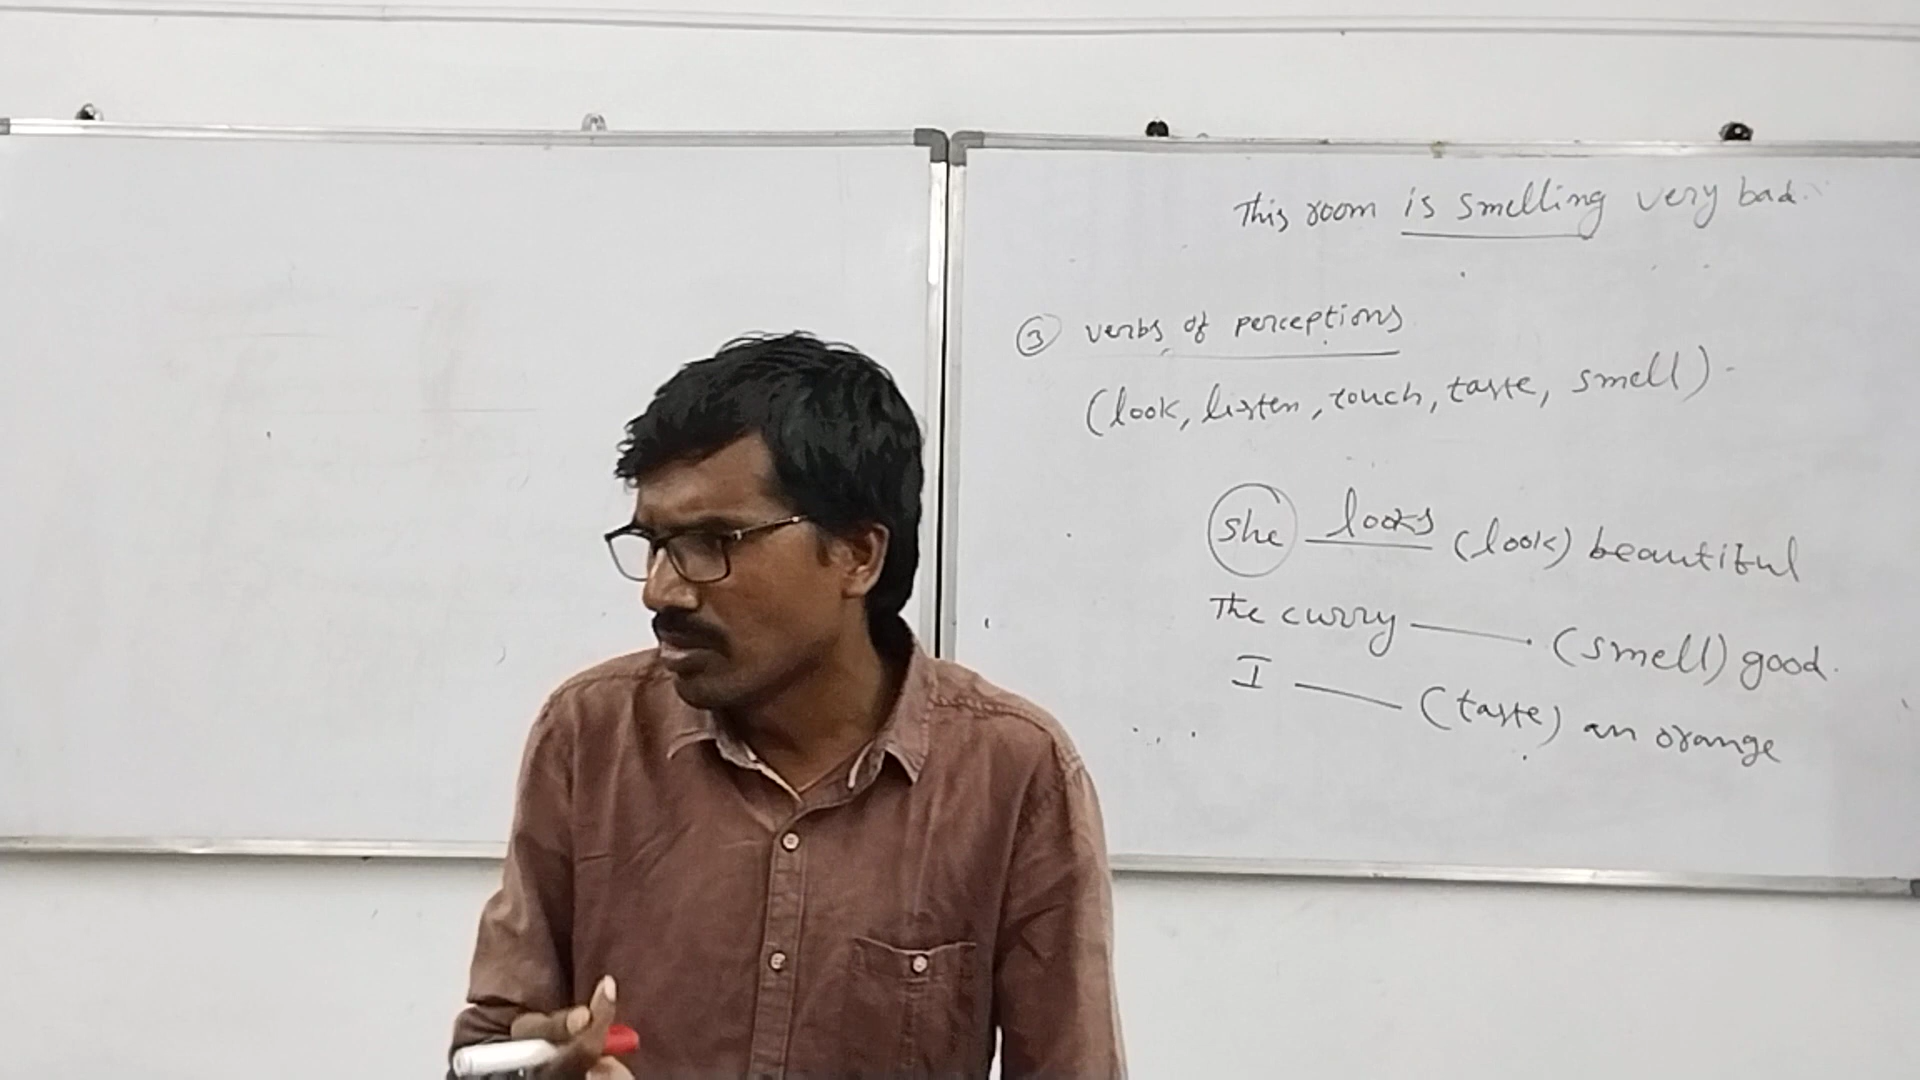 This room is smelling very bad.
③ verbs of perceptions
(look, listen, touch, taste, smell).
she looks (look) beautiful
The curry ____ (smell) good.
I ____ (taste) an orange